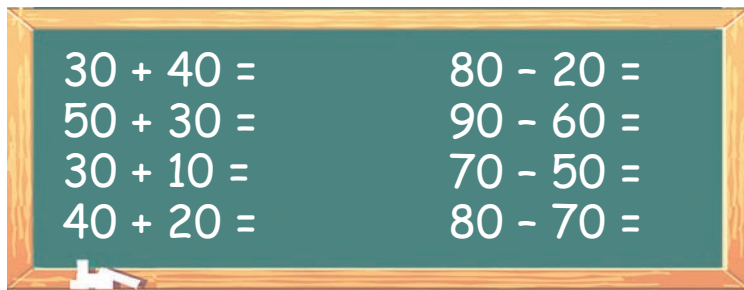 30 + 40 =
50 + 30 =
30 + 10 =
40 + 20 =
80 - 20 =
90 - 60 =
70 - 50 =
80 - 70 =